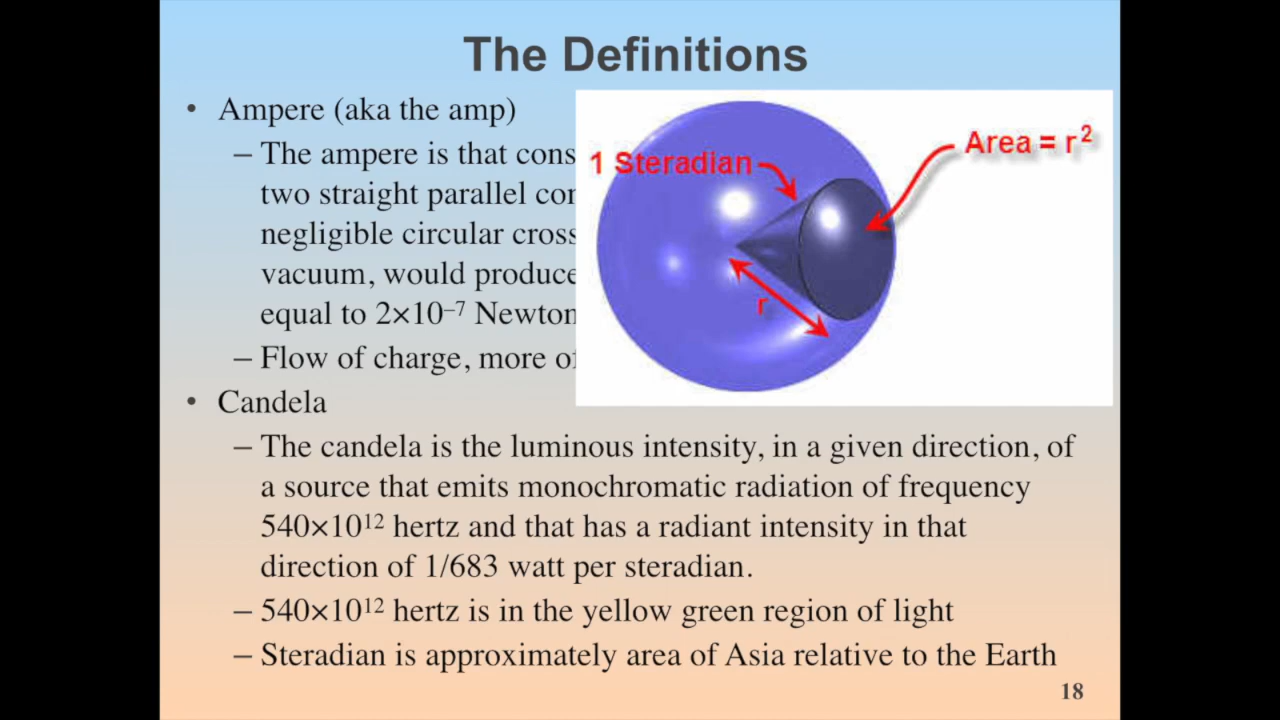 The Definitions
• Ampere (aka the amp)
– The ampere is that cons
two straight parallel con
negligible circular cross
vacuum, would produce
equal to 2×10⁻⁷ Newton
– Flow of charge, more of
1 Steradian
Area = r²
r
• Candela
– The candela is the luminous intensity, in a given direction, of
a source that emits monochromatic radiation of frequency
540×10¹² hertz and that has a radiant intensity in that
direction of 1/683 watt per steradian.
– 540×10¹² hertz is in the yellow green region of light
– Steradian is approximately area of Asia relative to the Earth
18